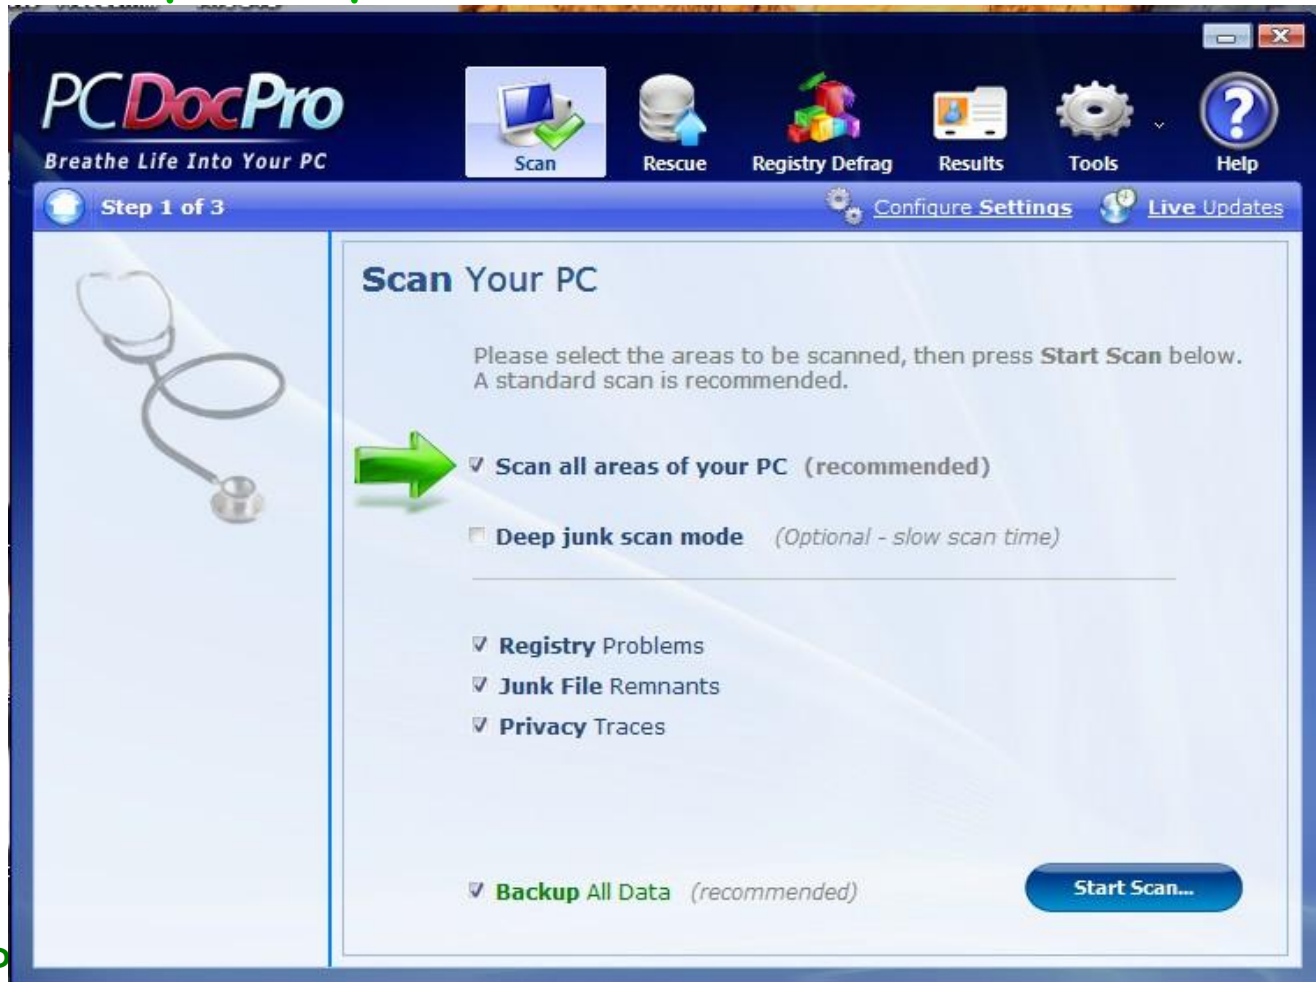 PC DocPro
Breathe Life Into Your PC
Scan
Rescue
Registry Defrag
Results
Tools
Help
Step 1 of 3
Configure Settings
Live Updates
Scan Your PC
Please select the areas to be scanned, then press Start Scan below.
A standard scan is recommended.
Scan all areas of your PC (recommended)
Deep junk scan mode (Optional - slow scan time)
Registry Problems
Junk File Remnants
Privacy Traces
Backup All Data (recommended)
Start Scan...